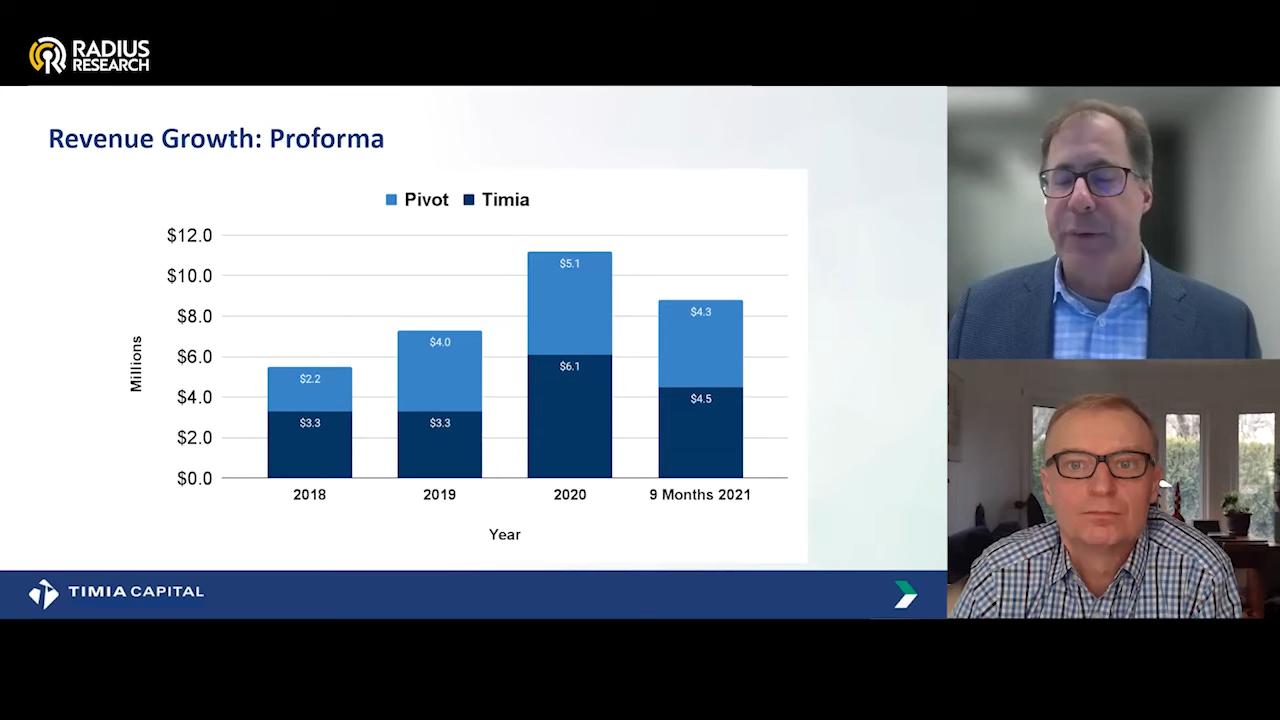 RADIUS
RESEARCH
Revenue Growth: Proforma
Pivot Timia
Millions
$12.0
$10.0
$8.0
$6.0
$4.0
$2.0
$0.0
$2.2
$3.3
$4.0
$3.3
$5.1
$6.1
$4.3
$4.5
2018 2019 2020 9 Months 2021
Year
TIMIA CAPITAL